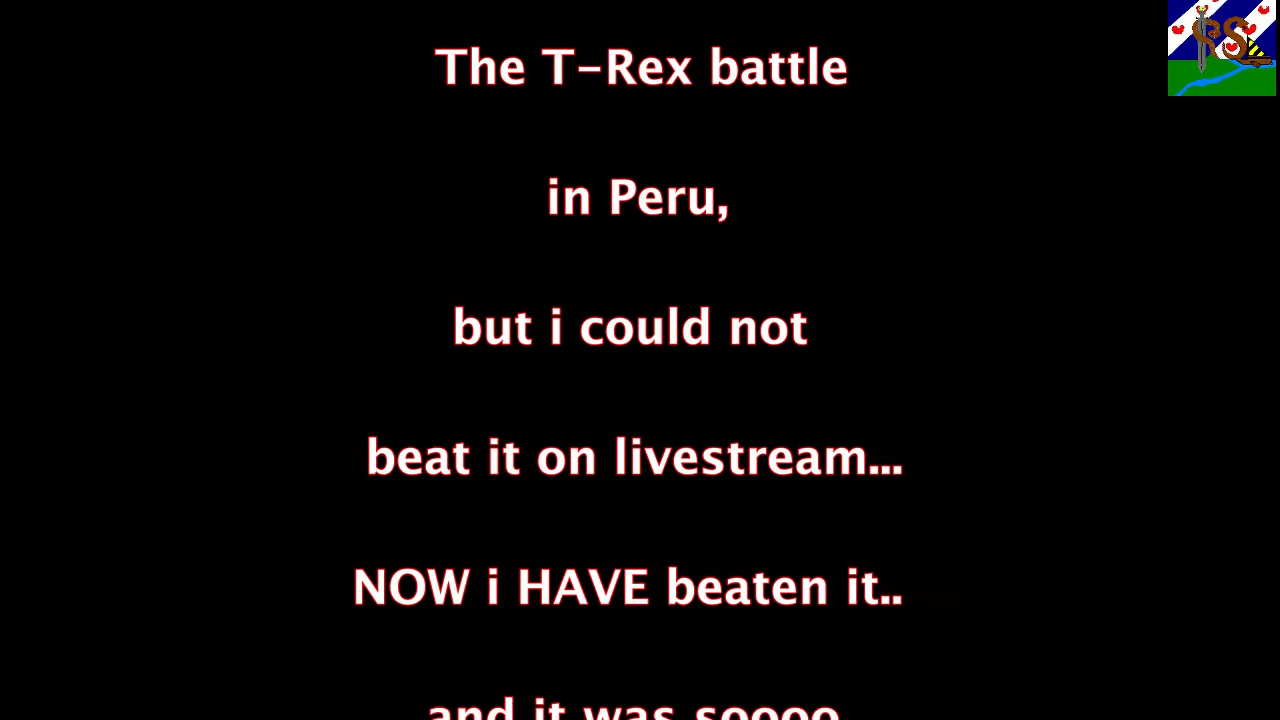 The T-Rex battle
in Peru,
but i could not
beat it on livestream...
NOW i HAVE beaten it..
and it was soooo